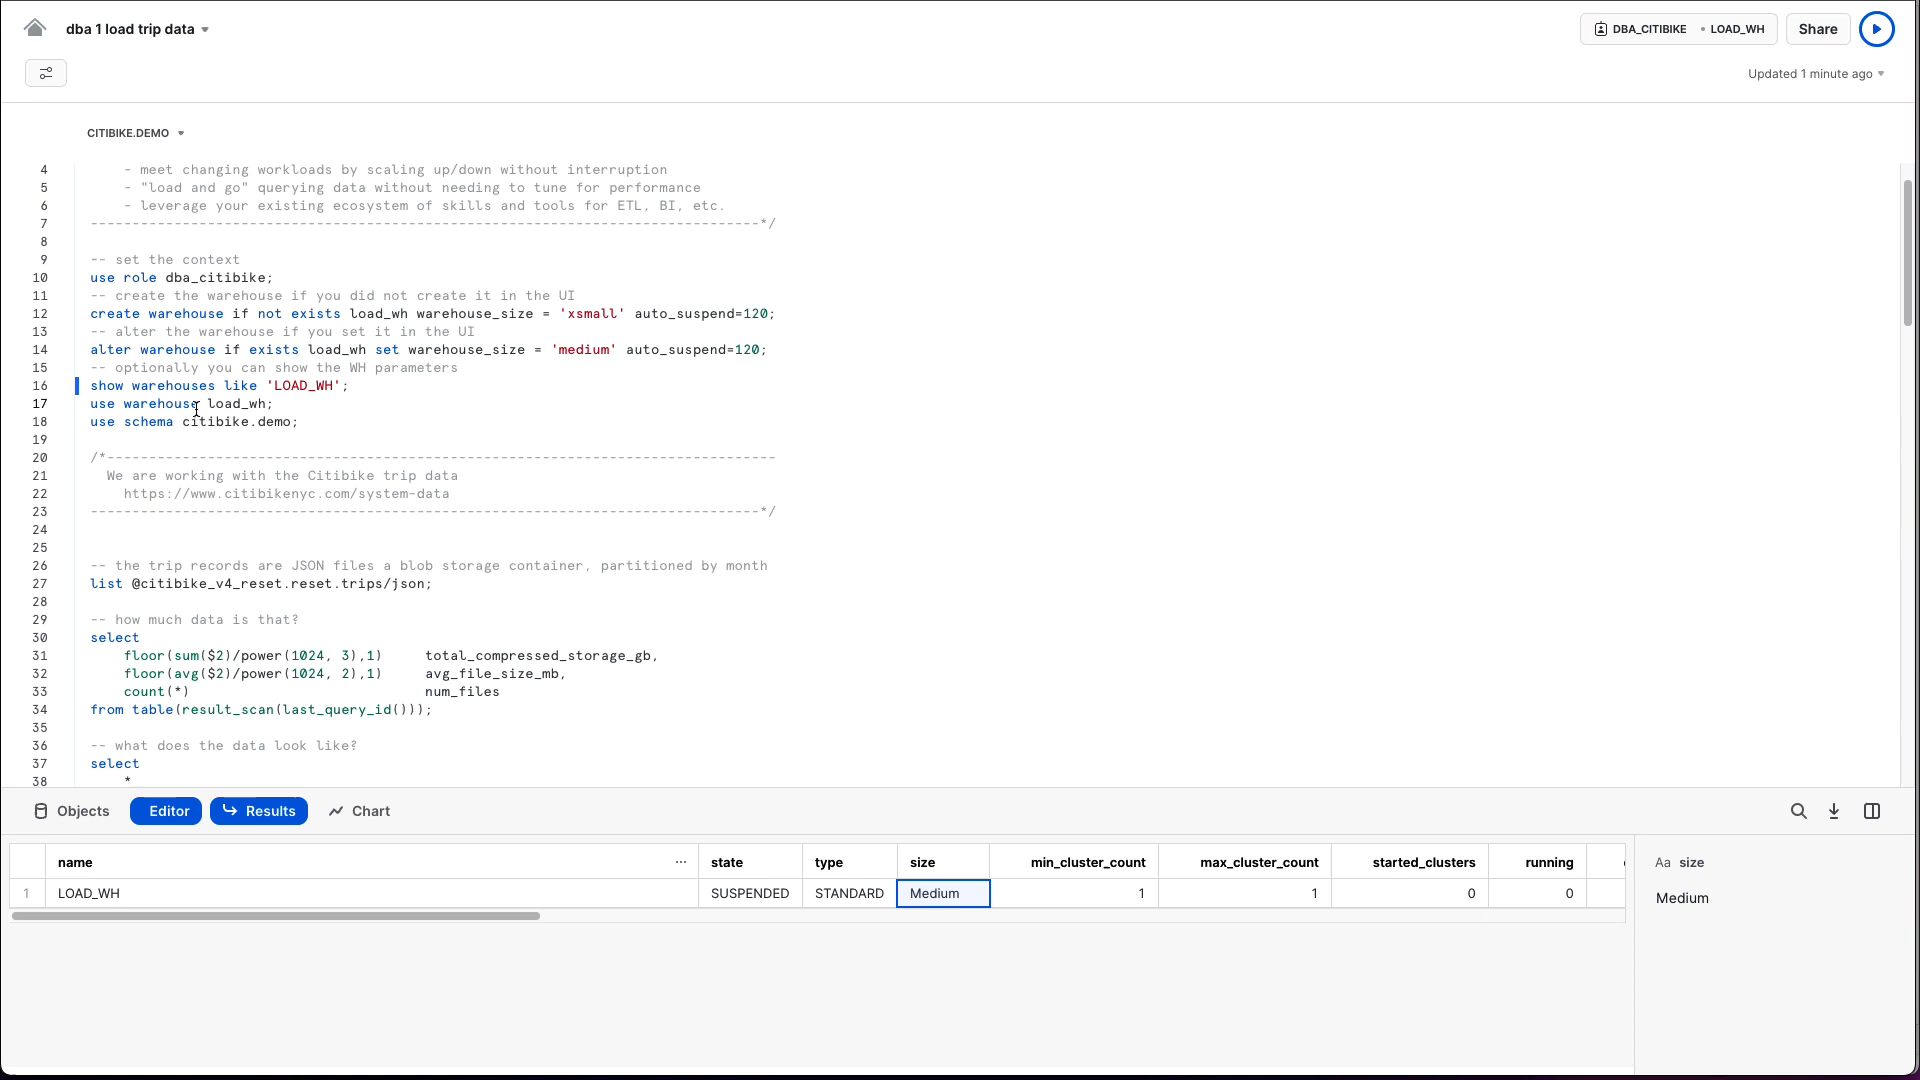 dba 1 load trip data
DBA_CITIBIKE • LOAD_WH
Share
Updated 1 minute ago
CITIBIKE.DEMO
4 - meet changing workloads by scaling up/down without interruption
5 - "load and go" querying data without needing to tune for performance
6 - leverage your existing ecosystem of skills and tools for ETL, BI, etc.
7 --------------------------------------------------------------------------------*/
8
9 -- set the context
10 use role dba_citibike;
11 -- create the warehouse if you did not create it in the UI
12 create warehouse if not exists load_wh warehouse_size = 'xsmall' auto_suspend=120;
13 -- alter the warehouse if you set it in the UI
14 alter warehouse if exists load_wh set warehouse_size = 'medium' auto_suspend=120;
15 -- optionally you can show the WH parameters
16 show warehouses like 'LOAD_WH';
17 use warehouse load_wh;
18 use schema citibike.demo;
19
20 /*--------------------------------------------------------------------------------
21 We are working with the Citibike trip data
22 https://www.citibikenyc.com/system-data
23 --------------------------------------------------------------------------------*/
24
25
26 -- the trip records are JSON files a blob storage container, partitioned by month
27 list @citibike_v4_reset.reset.trips/json;
28
29 -- how much data is that?
30 select
31 floor(sum($2)/power(1024, 3),1) total_compressed_storage_gb,
32 floor(avg($2)/power(1024, 2),1) avg_file_size_mb,
33 count(*) num_files
34 from table(result_scan(last_query_id()));
35
36 -- what does the data look like?
37 select
38 *
Objects Editor Results Chart
name ... state type size min_cluster_count max_cluster_count started_clusters running
1 LOAD_WH SUSPENDED STANDARD Medium 1 1 0 0
Aa size
Medium